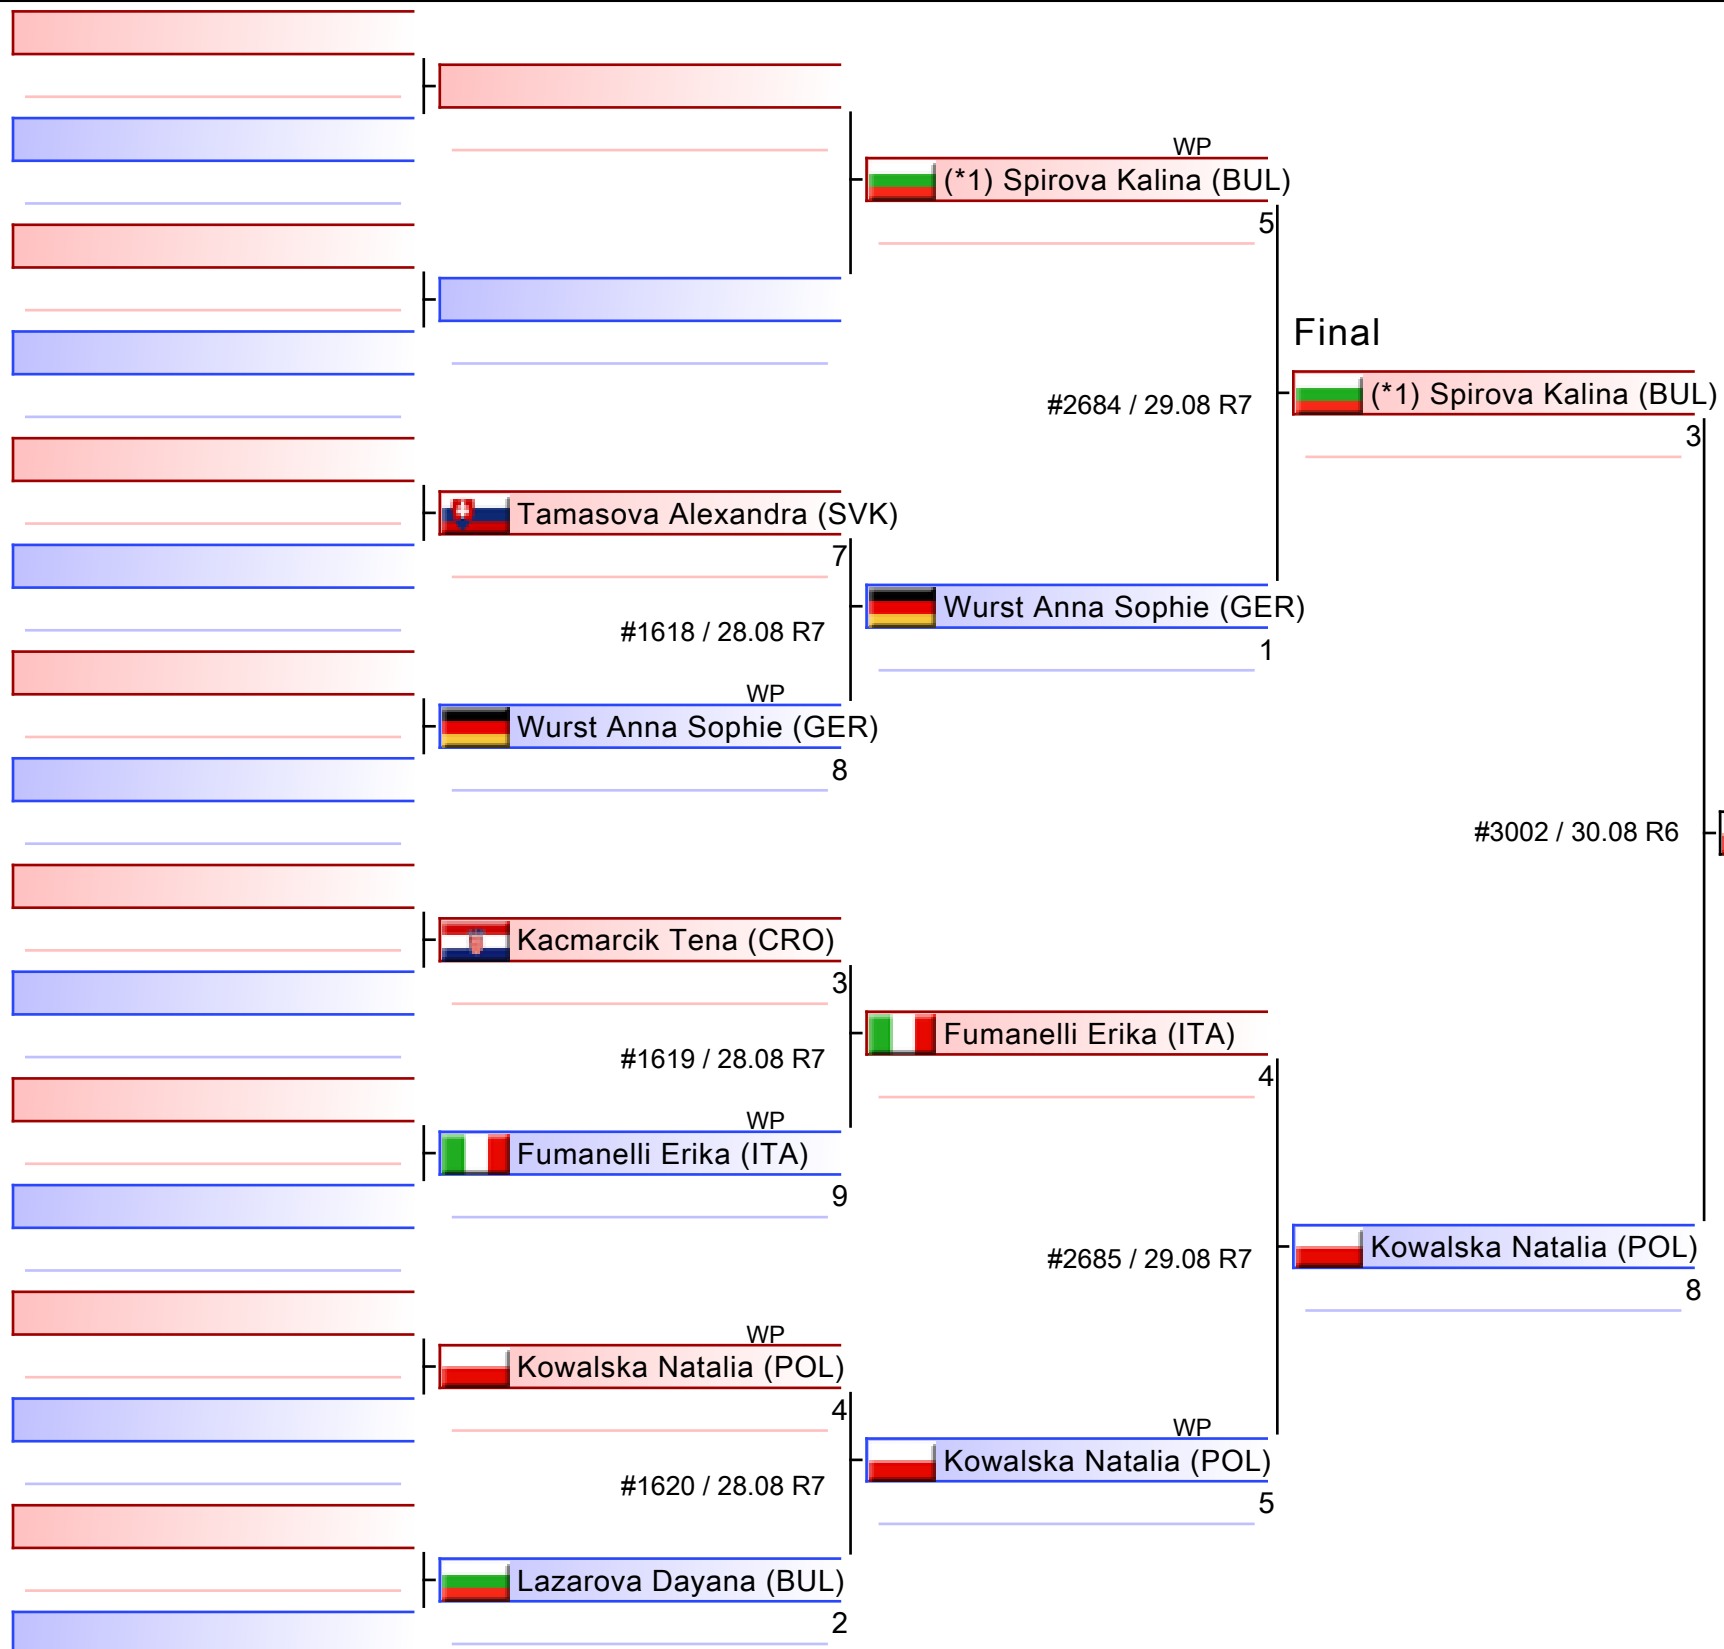 WP
(*1) Spirova Kalina (BUL)
5
Final
#2684 / 29.08 R7
(*1) Spirova Kalina (BUL)
3
Tamasova Alexandra (SVK)
7
Wurst Anna Sophie (GER)
#1618 / 28.08 R7
1
WP
Wurst Anna Sophie (GER)
8
#3002 / 30.08 R6
Kacmarcik Tena (CRO)
3
Fumanelli Erika (ITA)
#1619 / 28.08 R7
4
WP
Fumanelli Erika (ITA)
9
#2685 / 29.08 R7
Kowalska Natalia (POL)
8
WP
Kowalska Natalia (POL)
4
WP
Kowalska Natalia (POL)
#1620 / 28.08 R7
5
Lazarova Dayana (BUL)
2